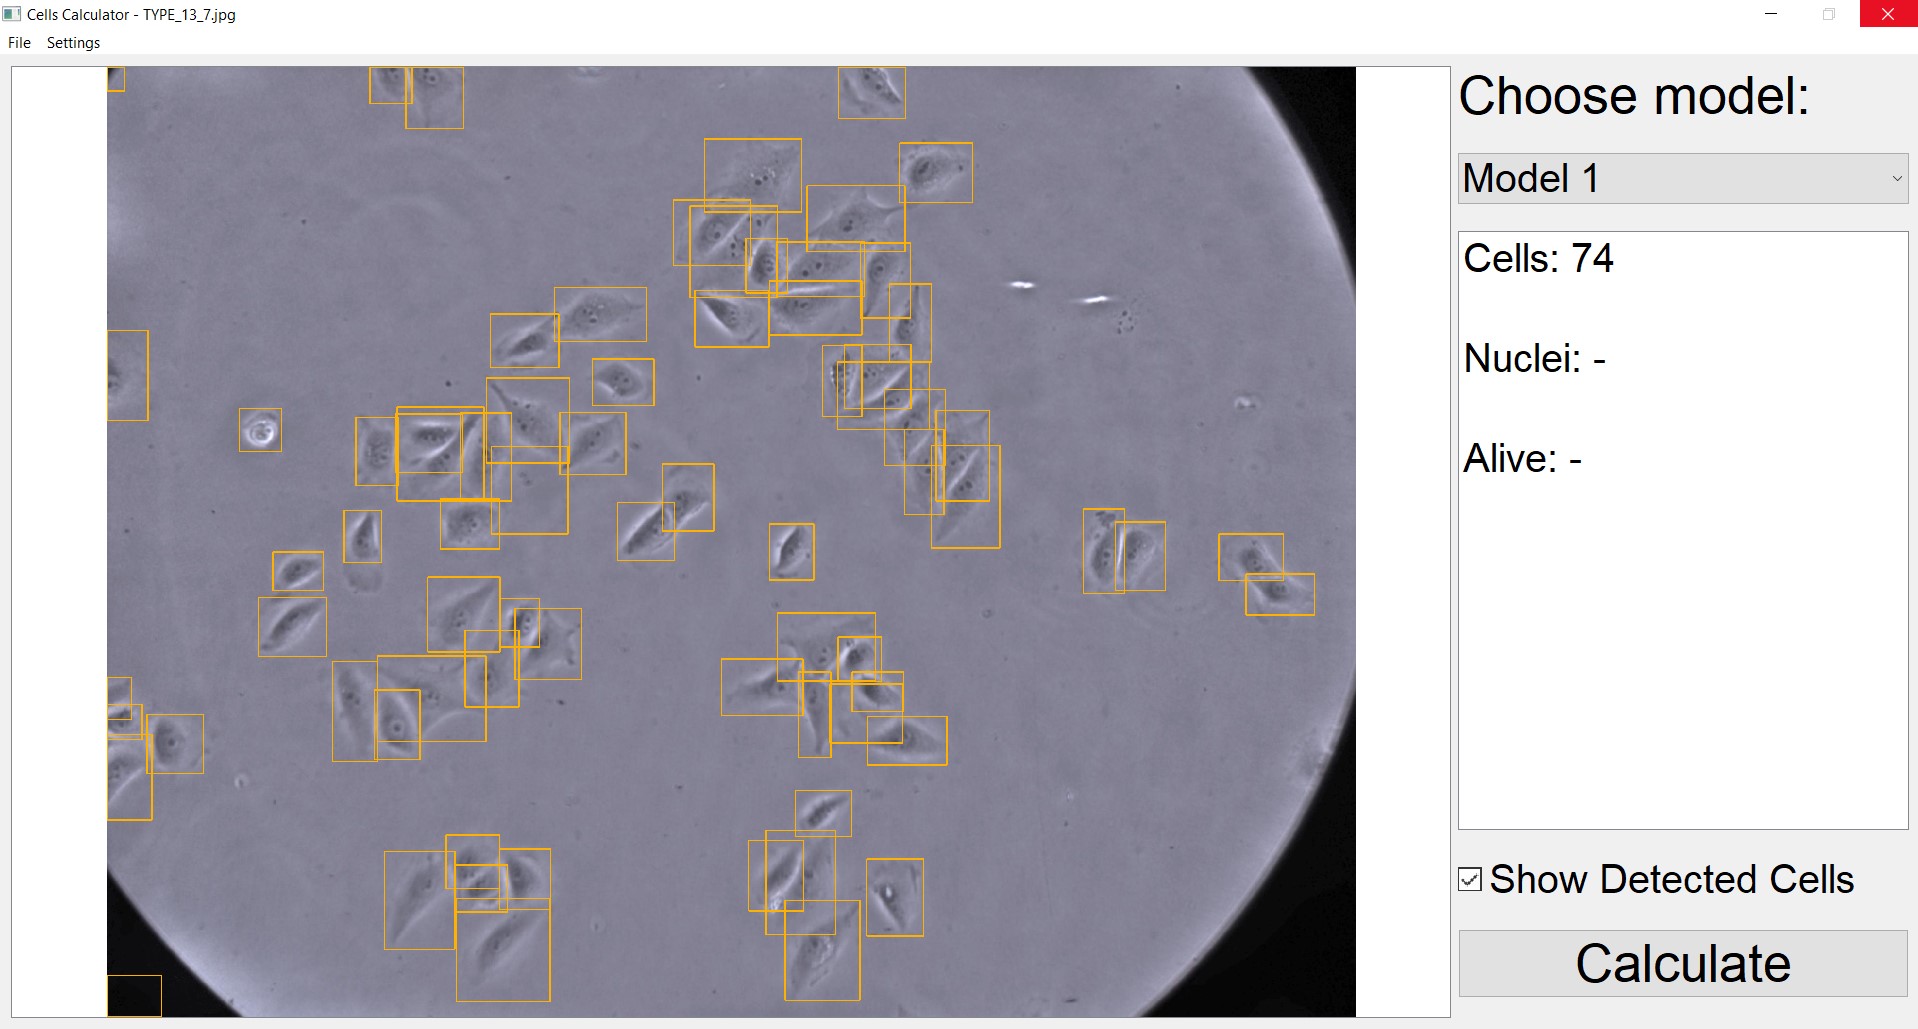 Cells Calculator - TYPE_13_7.jpg
File Settings
Choose model:
Model 1
Cells: 74
Nuclei: -
Alive: -
Show Detected Cells
Calculate